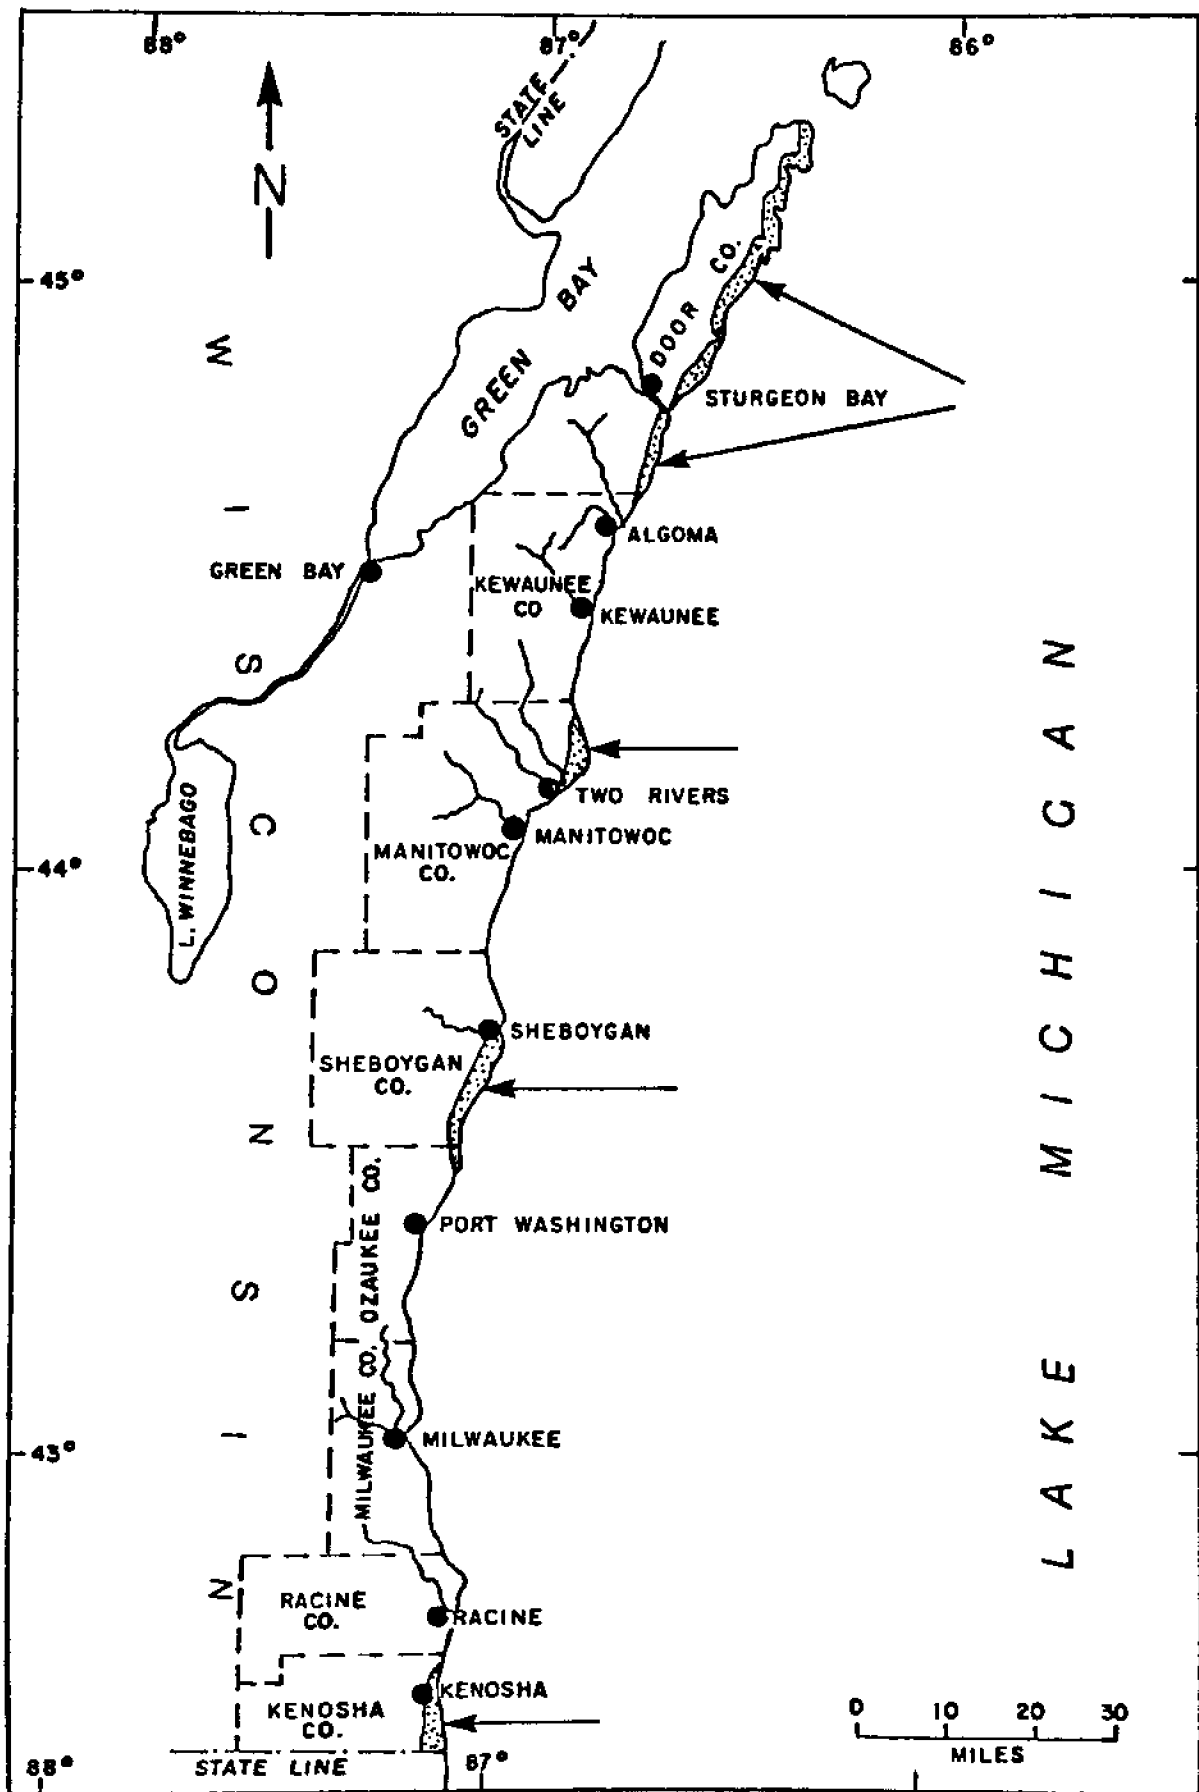 88° 87° 86°
STATE
LINE
N
45°
BAY
GREEN
DOOR CO.
STURGEON BAY
ALGOMA
GREEN BAY
KEWAUNEE
CO
KEWAUNEE
TWO RIVERS
MANITOWOC
MANITOWOC
CO.
44°
L. WINNEBAGO
WISCONSIN
LAKE MICHIGAN
SHEBOYGAN
SHEBOYGAN
CO.
OZAUKEE CO.
PORT WASHINGTON
MILWAUKEE CO.
MILWAUKEE
43°
RACINE
CO.
RACINE
KENOSHA
KENOSHA
CO.
0 10 20 30
MILES
STATE LINE
88° 87°